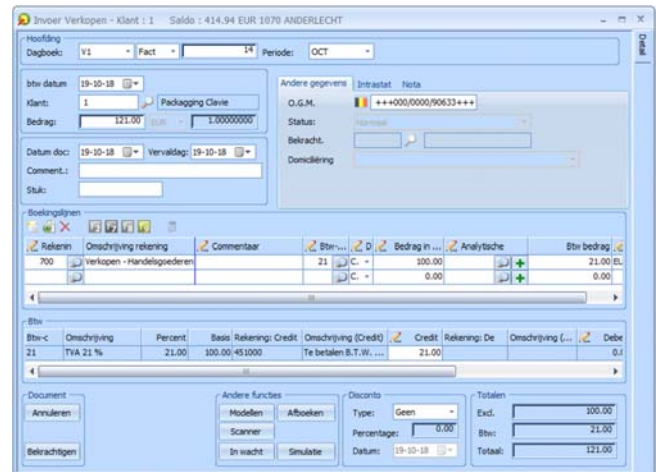 Invoer Verkopen - Klant : 1 Saldo : 414.94 EUR 1070 ANDERLECHT
Detail
Hoofding
Dagboek: V1 Fact 14 Periode: OCT
btw datum 19-10-18
Klant: 1 Packagging Clavie
Bedrag: 121.00 EUR 1.00000000
Datum doc: 19-10-18 Vervaldag: 19-10-18
Comment.:
Stuk:
Andere gegevens Intrastat Nota
O.G.M. +++000/0000/90633+++
Status: Normaal
Bekracht.
Domiciliëring
Boekingslijnen
Rekenin Omschrijving rekening Commentaar Btw-... D Bedrag in ... Analytische Btw bedrag
700 Verkopen - Handelsgoederen 21 C. 100.00 21.00 EL
C. 0.00 0.00
Btw
Btw-c Omschrijving Percent Basis Rekening: Credit Omschrijving (Credit) Credit Rekening: De Omschrijving (... Debe
21 TVA 21 % 21.00 100.00 451000 Te betalen B.T.W. ... 21.00 0.0
Document
Annuleren
Bekrachtigen
Andere functies
Modellen Afboeken
Scanner
In wacht Simulatie
Disconto
Type: Geen
Percentage: 0.00
Datum: 19-10-18
Totalen
Excl. 100.00
Btw: 21.00
Totaal: 121.00